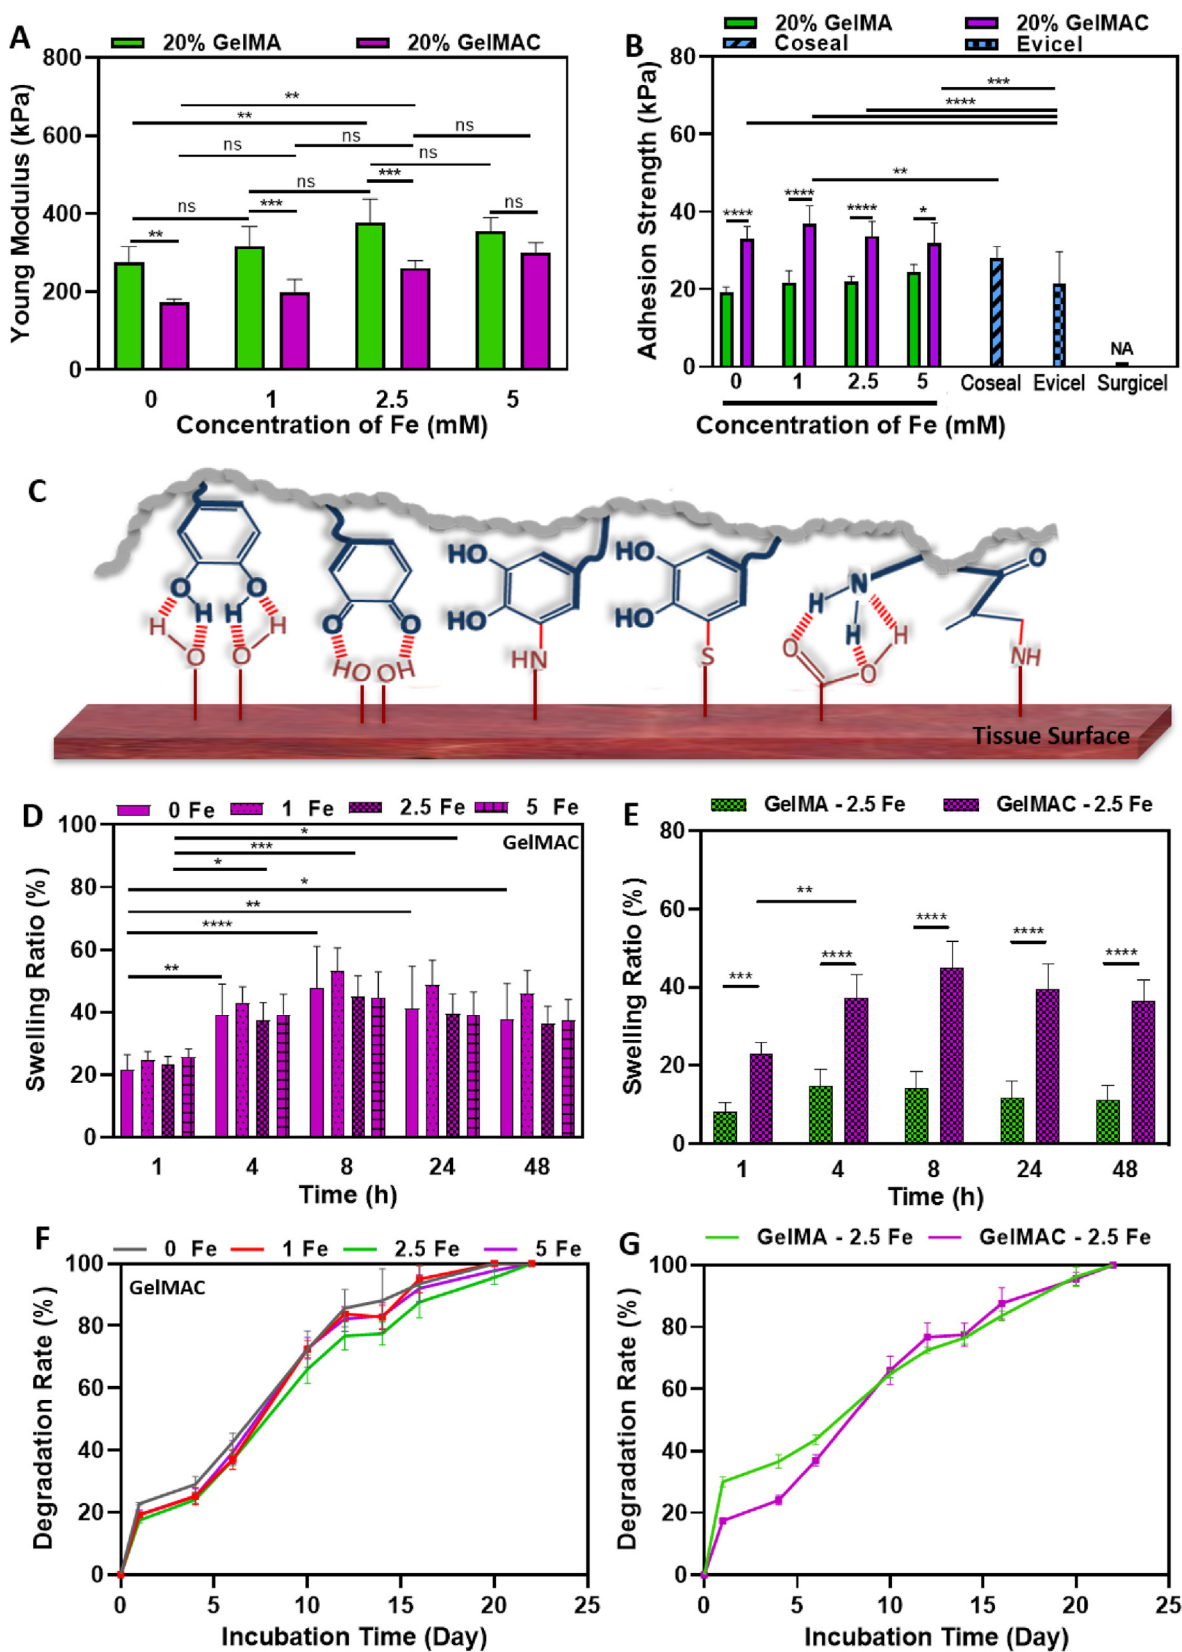 A
20% GelMA
20% GelMAC
800
600
400
200
0
Young Modulus (kPa)
**
**
ns
ns
ns
ns
ns
ns
***
ns
***
ns
**
0
1
2.5
5
Concentration of Fe (mM)
B
20% GelMA
20% GelMAC
Coseal
Evicel
80
60
40
20
0
Adhesion Strength (kPa)
***
****
**
****
****
****
*
NA
0
1
2.5
5
Coseal
Evicel
Surgicel
Concentration of Fe (mM)
C
O
O
H
H
H
H
O
O
O
O
HO
OH
HO
HO
HN
HO
HO
S
N
H
H
H
O
O
O
NH
Tissue Surface
D
0 Fe
1 Fe
2.5 Fe
5 Fe
GelMAC
100
80
60
40
20
0
Swelling Ratio (%)
*
***
*
*
**
****
**
1
4
8
24
48
Time (h)
E
GelMA - 2.5 Fe
GelMAC - 2.5 Fe
80
60
40
20
0
Swelling Ratio (%)
**
***
****
****
****
****
1
4
8
24
48
Time (h)
F
0 Fe
1 Fe
2.5 Fe
5 Fe
GelMAC
100
80
60
40
20
0
Degradation Rate (%)
0
5
10
15
20
25
Incubation Time (Day)
G
GelMA - 2.5 Fe
GelMAC - 2.5 Fe
100
80
60
40
20
0
Degradation Rate (%)
0
5
10
15
20
25
Incubation Time (Day)